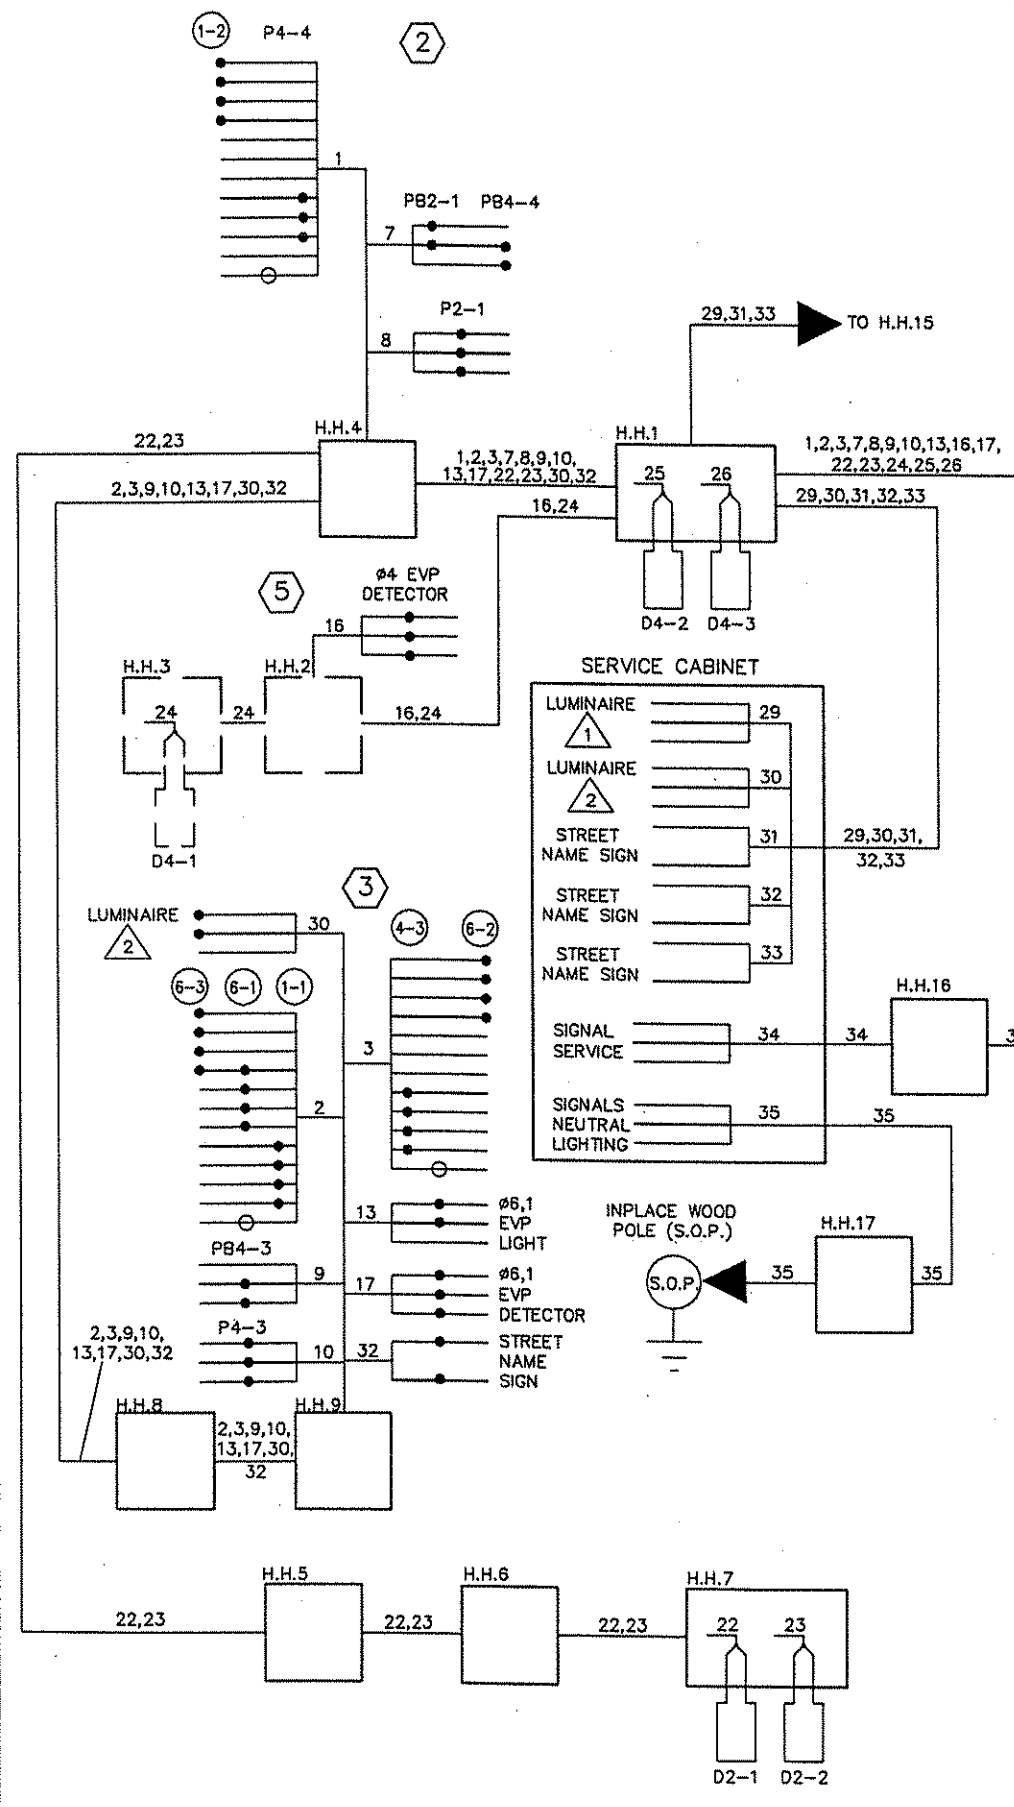 1-2 P4-4 2
1
PB2-1 PB4-4
7
P2-1
8
29,31,33 TO H.H.15
22,23
H.H.4
H.H.1
1,2,3,7,8,9,10,
13,17,22,23,30,32
1,2,3,7,8,9,10,13,16,17,
22,23,24,25,26
2,3,9,10,13,17,30,32
25 26
29,30,31,32,33
16,24
5
ø4 EVP
DETECTOR
16
D4-2 D4-3
H.H.3 H.H.2
24 24
16,24
D4-1
SERVICE CABINET
LUMINAIRE
1
29
LUMINAIRE
2
30
STREET
NAME SIGN
31
29,30,31,
32,33
STREET
NAME SIGN
32
STREET
NAME SIGN
33
SIGNAL
SERVICE
34 34
H.H.16
3
SIGNALS
NEUTRAL
LIGHTING
35 35
3
LUMINAIRE
2
30
4-3 6-2
6-3 6-1 1-1
3
2
13
ø6,1
EVP
LIGHT
PB4-3
9
17
ø6,1
EVP
DETECTOR
P4-3
10
32
STREET
NAME
SIGN
INPLACE WOOD
POLE (S.O.P.)
S.O.P.
35
H.H.17
35
2,3,9,10,
13,17,30,32
H.H.8 H.H.9
2,3,9,10,
13,17,30,
32
H.H.5 H.H.6 H.H.7
22,23 22,23 22,23
22 23
D2-1 D2-2